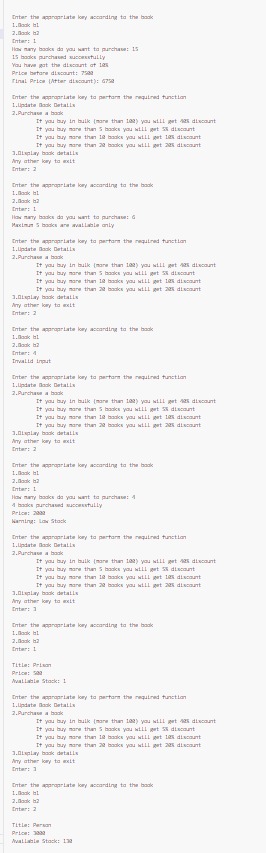 Enter the appropriate key according to the book
1.Book b1
2.Book b2
Enter: 1
How many books do you want to purchase: 15
15 books purchased successfully
You have got the discount of 10%
Price before discount: 7500
Final Price (After discount): 6750
Enter the appropriate key to perform the required function
1.Update Book Details
2.Purchase a book
If you buy in bulk (more than 100) you will get 40% discount
If you buy more than 5 books you will get 5% discount
If you buy more than 10 books you will get 10% discount
If you buy more than 20 books you will get 20% discount
3.Display book details
Any other key to exit
Enter: 2
Enter the appropriate key according to the book
1.Book b1
2.Book b2
Enter: 1
How many books do you want to purchase: 6
Maximum 5 books are available only
Enter the appropriate key to perform the required function
1.Update Book Details
2.Purchase a book
If you buy in bulk (more than 100) you will get 40% discount
If you buy more than 5 books you will get 5% discount
If you buy more than 10 books you will get 10% discount
If you buy more than 20 books you will get 20% discount
3.Display book details
Any other key to exit
Enter: 2
Enter the appropriate key according to the book
1.Book b1
2.Book b2
Enter: 4
Invalid input
Enter the appropriate key to perform the required function
1.Update Book Details
2.Purchase a book
If you buy in bulk (more than 100) you will get 40% discount
If you buy more than 5 books you will get 5% discount
If you buy more than 10 books you will get 10% discount
If you buy more than 20 books you will get 20% discount
3.Display book details
Any other key to exit
Enter: 2
Enter the appropriate key according to the book
1.Book b1
2.Book b2
Enter: 1
How many books do you want to purchase: 4
4 books purchased successfully
Price: 2000
Warning: Low Stock
Enter the appropriate key to perform the required function
1.Update Book Details
2.Purchase a book
If you buy in bulk (more than 100) you will get 40% discount
If you buy more than 5 books you will get 5% discount
If you buy more than 10 books you will get 10% discount
If you buy more than 20 books you will get 20% discount
3.Display book details
Any other key to exit
Enter: 3
Enter the appropriate key according to the book
1.Book b1
2.Book b2
Enter: 1
Title: Prison
Price: 500
Available Stock: 1
Enter the appropriate key to perform the required function
1.Update Book Details
2.Purchase a book
If you buy in bulk (more than 100) you will get 40% discount
If you buy more than 5 books you will get 5% discount
If you buy more than 10 books you will get 10% discount
If you buy more than 20 books you will get 20% discount
3.Display book details
Any other key to exit
Enter: 3
Enter the appropriate key according to the book
1.Book b1
2.Book b2
Enter: 2
Title: Person
Price: 3000
Available Stock: 130